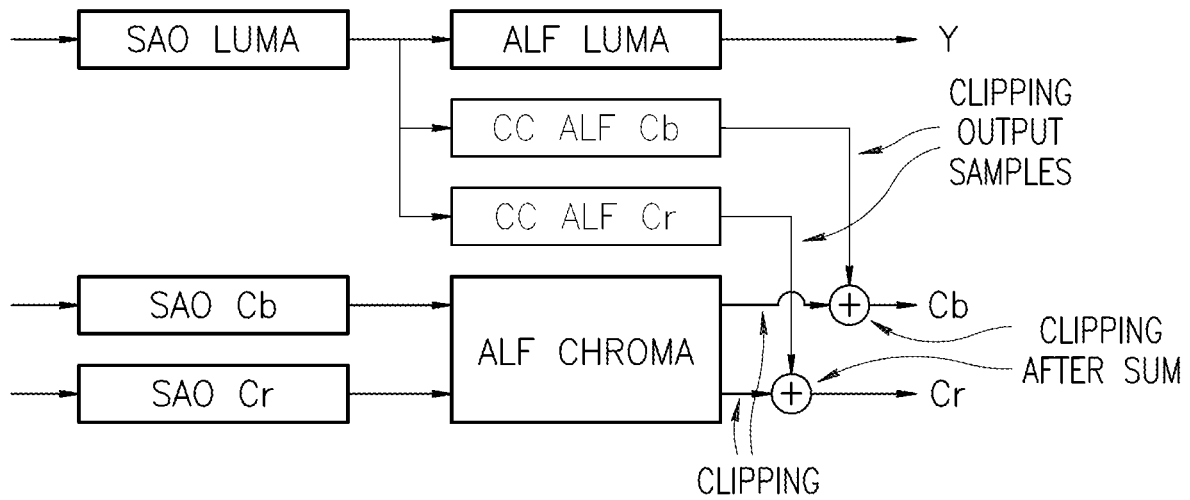 SAO LUMA
ALF LUMA
Y
CC ALF Cb
CLIPPING
OUTPUT
SAMPLES
CC ALF Cr
SAO Cb
ALF CHROMA
+
Cb
CLIPPING
AFTER SUM
SAO Cr
+
Cr
CLIPPING